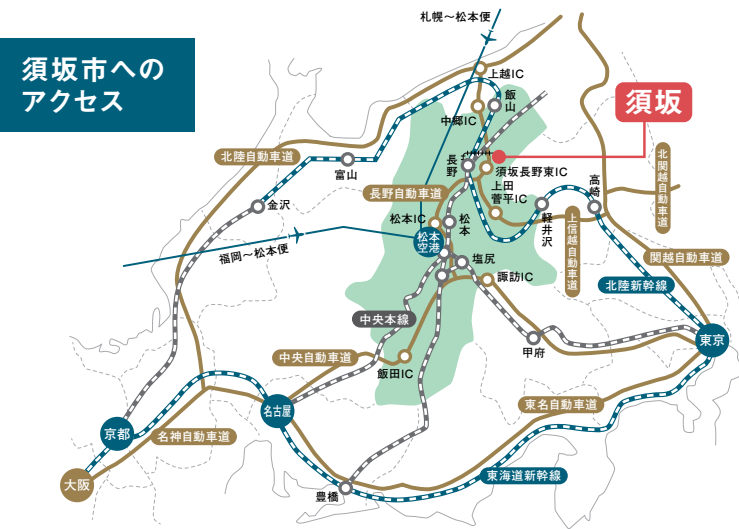 須坂市への
アクセス
札幌〜松本便
上越IC
飯山
中郷IC
須坂
北陸自動車道
富山
長野
須坂長野東IC
上田
菅平IC
北関越自動車道
高崎
長野自動車道
金沢
松本IC
松本
軽井沢
上信越自動車道
松本
空港
福岡〜松本便
塩尻
諏訪IC
関越自動車道
北陸新幹線
中央本線
東京
甲府
中央自動車道
飯田IC
名古屋
東名自動車道
京都
名神自動車道
東海道新幹線
大阪
豊橋